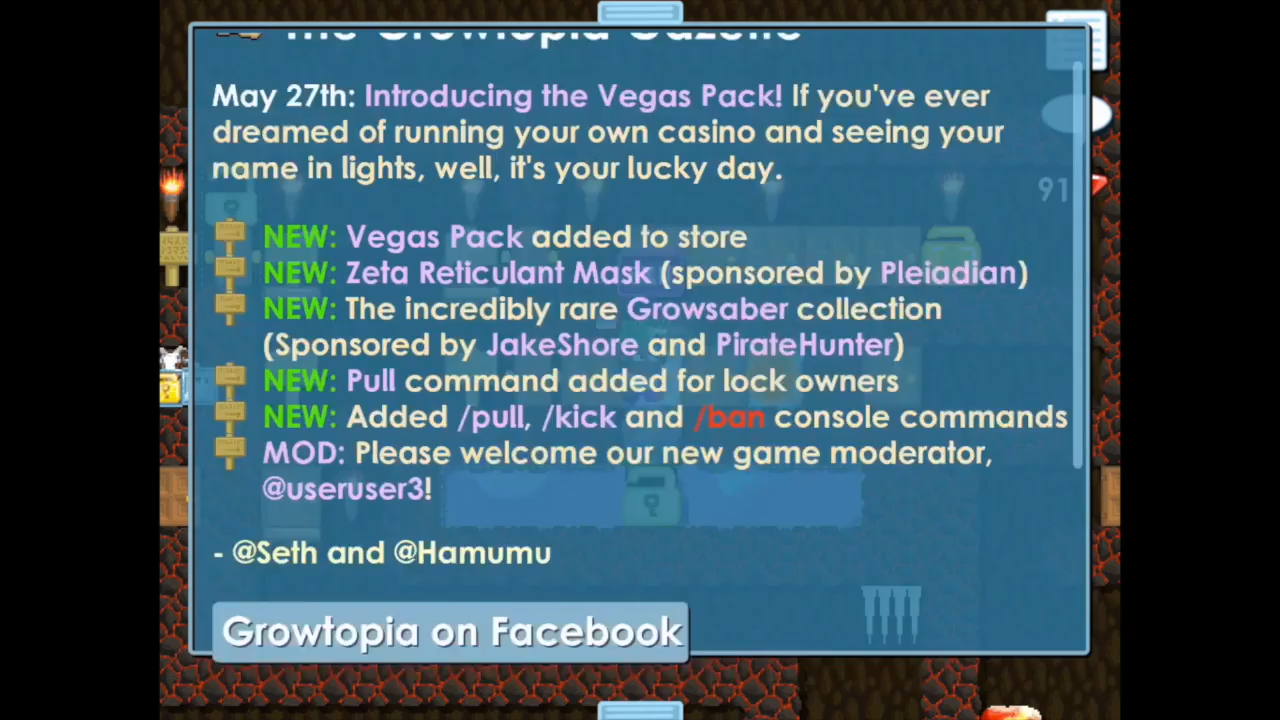 The Growtopia Gazette
May 27th: Introducing the Vegas Pack! If you've ever
dreamed of running your own casino and seeing your
name in lights, well, it's your lucky day.
91
NEW: Vegas Pack added to store
NEW: Zeta Reticulant Mask (sponsored by Pleiadian)
NEW: The incredibly rare Growsaber collection
(Sponsored by JakeShore and PirateHunter)
NEW: Pull command added for lock owners
NEW: Added /pull, /kick and /ban console commands
MOD: Please welcome our new game moderator,
@useruser3!
- @Seth and @Hamumu
Growtopia on Facebook